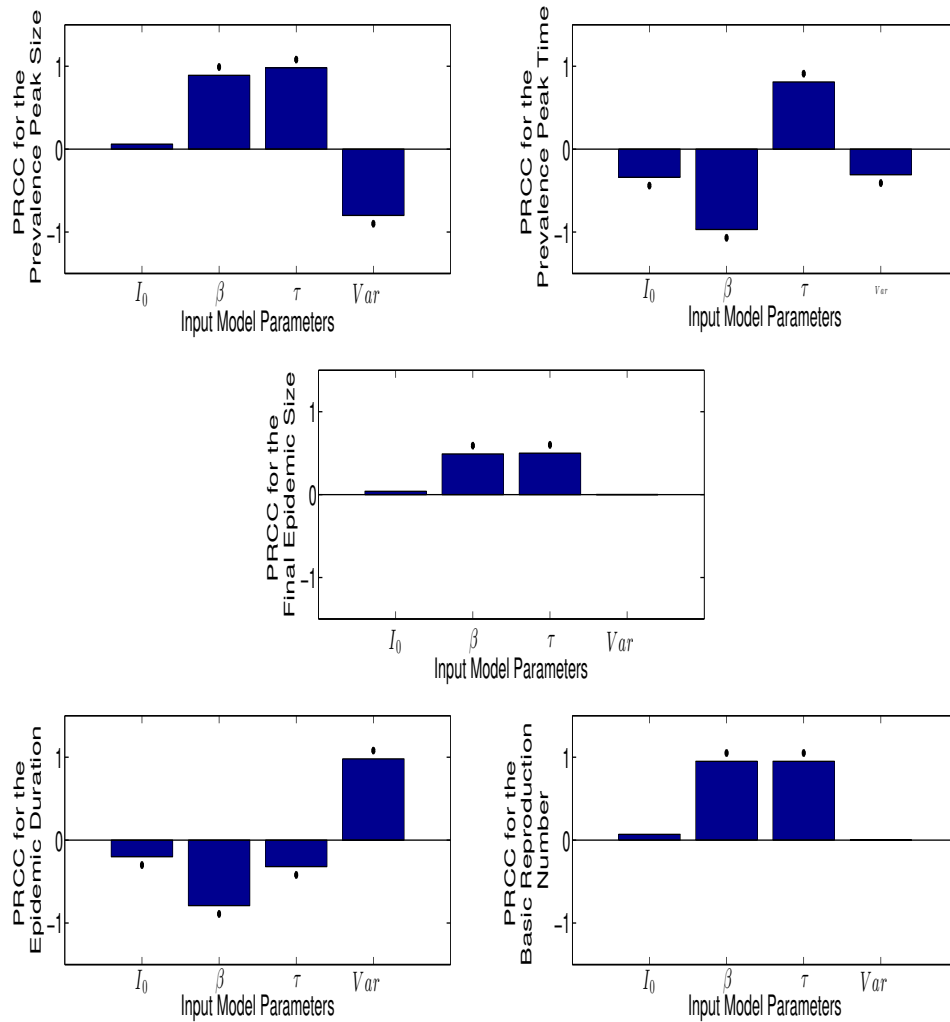 PRCC for the
Prevalence Peak Size
1
0
−1
I₀ β τ Var
Input Model Parameters
PRCC for the
Prevalence Peak Time
1
0
−1
I₀ β τ Var
Input Model Parameters
PRCC for the
Final Epidemic Size
1
0
−1
I₀ β τ Var
Input Model Parameters
PRCC for the
Epidemic Duration
1
0
−1
I₀ β τ Var
Input Model Parameters
PRCC for the
Basic Reproduction
Number
1
0
−1
I₀ β τ Var
Input Model Parameters